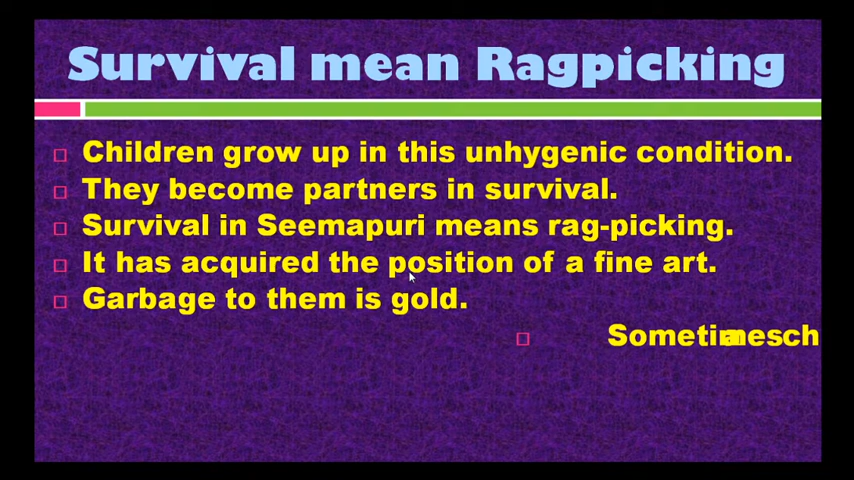 Survival mean Ragpicking
Children grow up in this unhygenic condition.
They become partners in survival.
Survival in Seemapuri means rag-picking.
It has acquired the position of a fine art.
Garbage to them is gold.